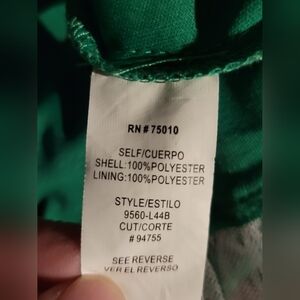 RN # 75010
SELF/CUERPO
SHELL:100%POLYESTER
LINING:100%POLYESTER
STYLE/ESTILO
9560-L44B
CUT/CORTE
# 94755
SEE REVERSE
VER EL REVERSO